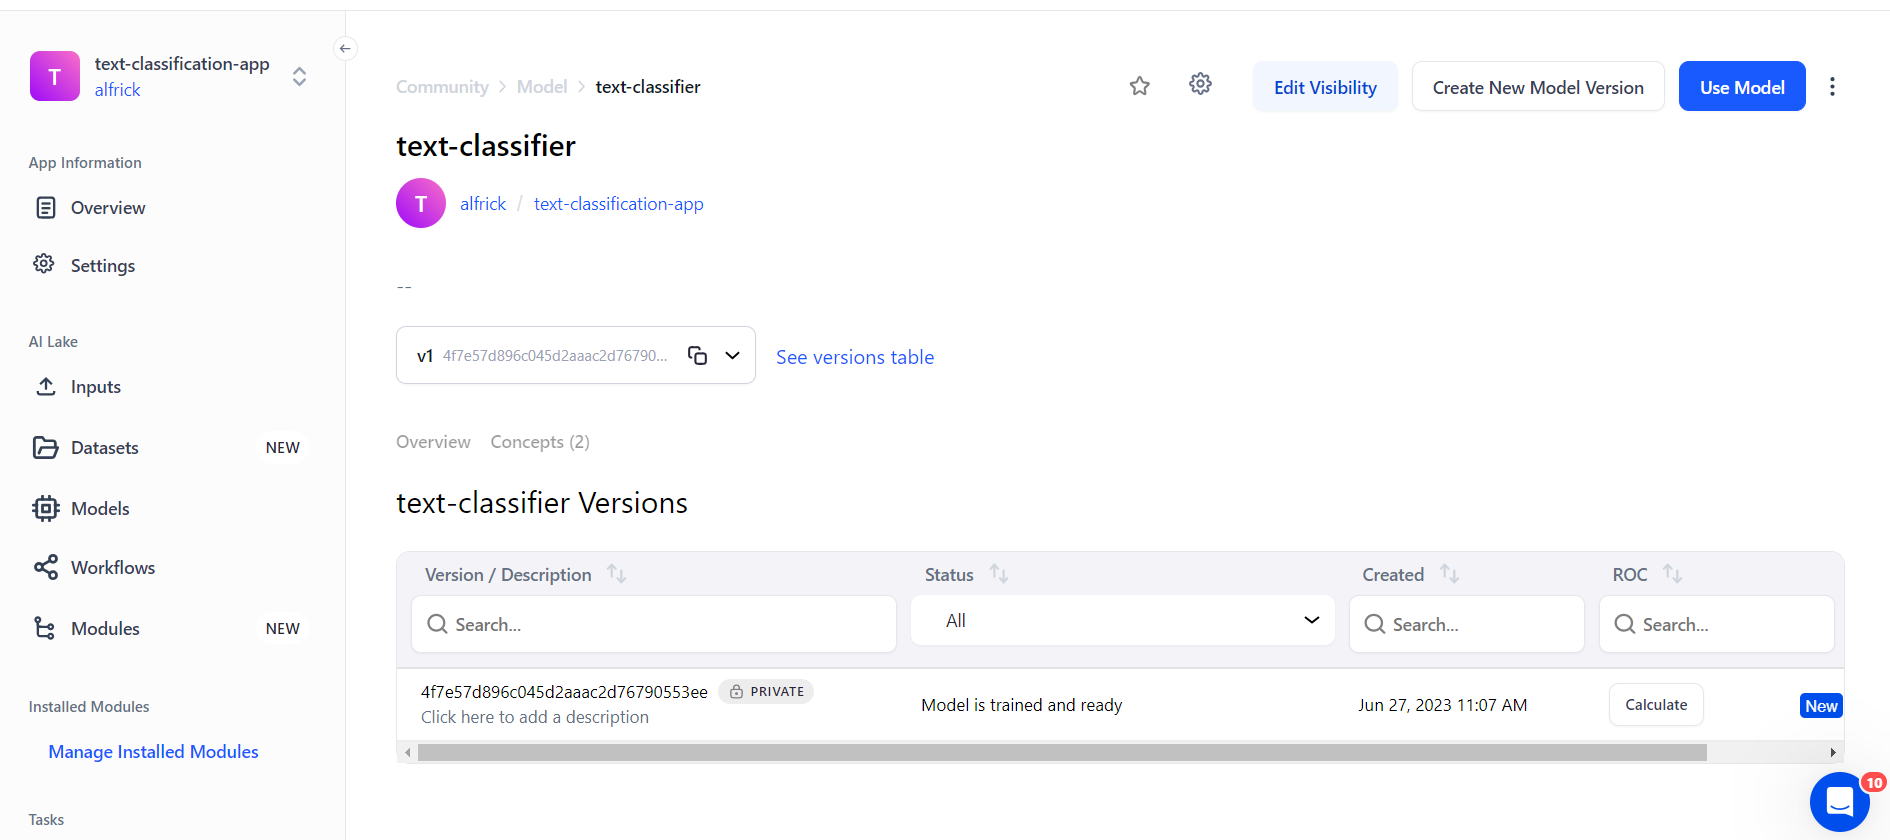 T
text-classification-app
alfrick
App Information
Overview
Settings
AI Lake
Inputs
Datasets NEW
Models
Workflows
Modules NEW
Installed Modules
Manage Installed Modules
Tasks
Community Model text-classifier
Edit Visibility
Create New Model Version
Use Model
text-classifier
T
alfrick / text-classification-app
--
v1 4f7e57d896c045d2aaac2d76790...
See versions table
Overview Concepts (2)
text-classifier Versions
Version / Description Status Created ROC
Search... All Search... Search...
4f7e57d896c045d2aaac2d76790553ee PRIVATE
Click here to add a description
Model is trained and ready
Jun 27, 2023 11:07 AM
Calculate
New
10